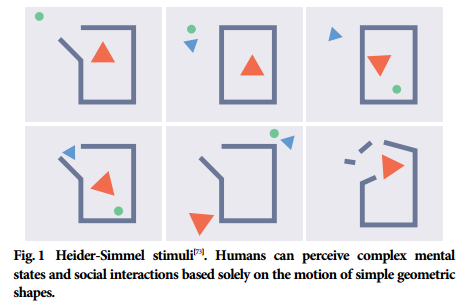 Fig. 1 Heider-Simmel stimuli[73]. Humans can perceive complex mental
states and social interactions based solely on the motion of simple geometric
shapes.